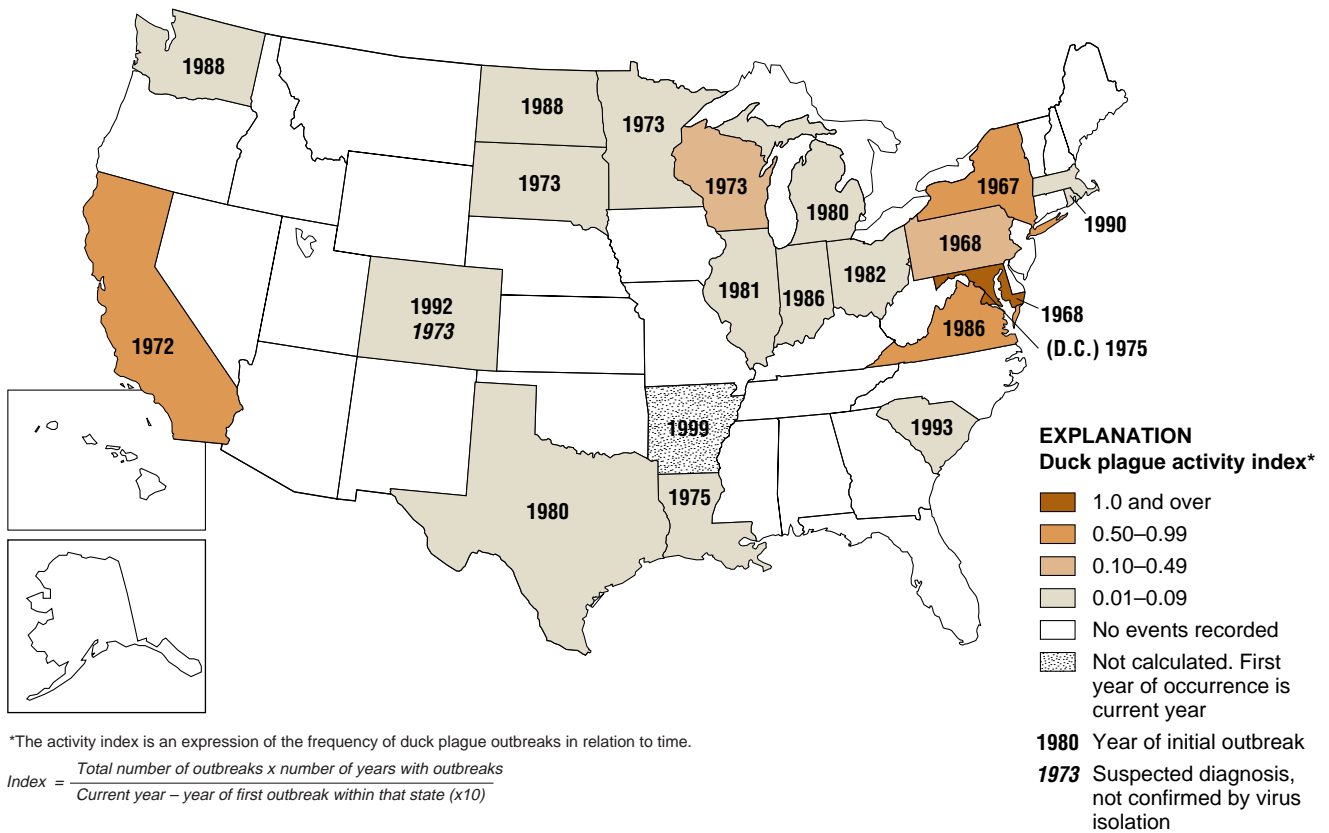 1988
1988
1973
1973
1973
1980
1967
1990
1968
1982
1981
1986
1992
1973
1972
1986
1968
(D.C.) 1975
1999
1993
1975
1980
EXPLANATION
Duck plague activity index*
1.0 and over
0.50–0.99
0.10–0.49
0.01–0.09
No events recorded
Not calculated. First
year of occurrence is
current year
1980 Year of initial outbreak
1973 Suspected diagnosis,
not confirmed by virus
isolation
*The activity index is an expression of the frequency of duck plague outbreaks in relation to time.
Index = Total number of outbreaks x number of years with outbreaks
Current year – year of first outbreak within that state (x10)